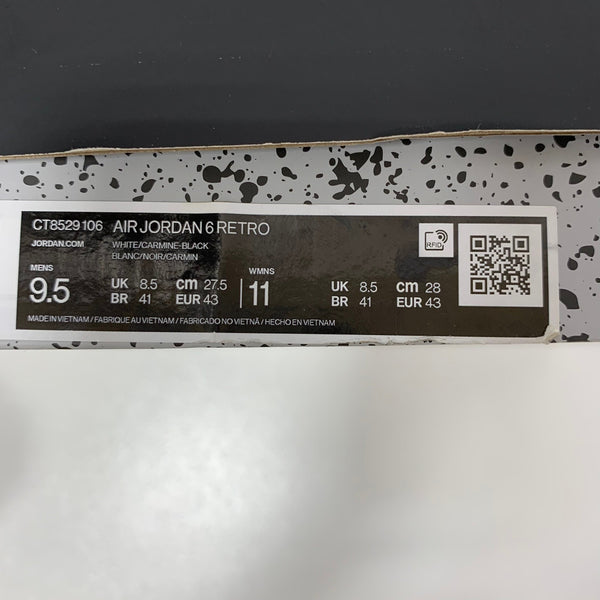 CT8529 106 AIR JORDAN 6 RETRO
JORDAN.COM WHITE/CARMINE-BLACK
BLANC/NOIR/CARMIN
RFID
MENS WMNS
9.5 UK 8.5 cm 27.5 11 UK 8.5 cm 28
BR 41 EUR 43 BR 41 EUR 43
MADE IN VIETNAM / FABRIQUE AU VIETNAM / FABRICADO NO VIETNÃ / HECHO EN VIETNAM